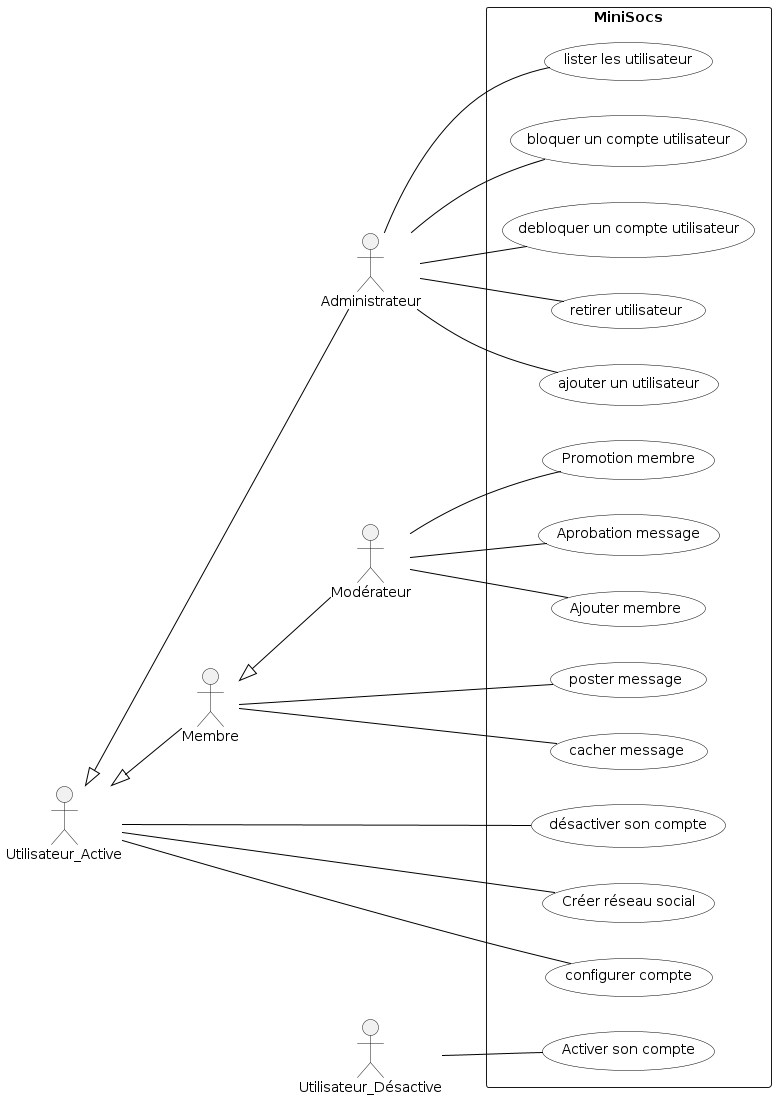 MiniSocs
lister les utilisateur
bloquer un compte utilisateur
debloquer un compte utilisateur
Administrateur
retirer utilisateur
ajouter un utilisateur
Promotion membre
Aprobation message
Modérateur
Ajouter membre
poster message
Membre
cacher message
désactiver son compte
Utilisateur_Active
Créer réseau social
configurer compte
Activer son compte
Utilisateur_Désactive